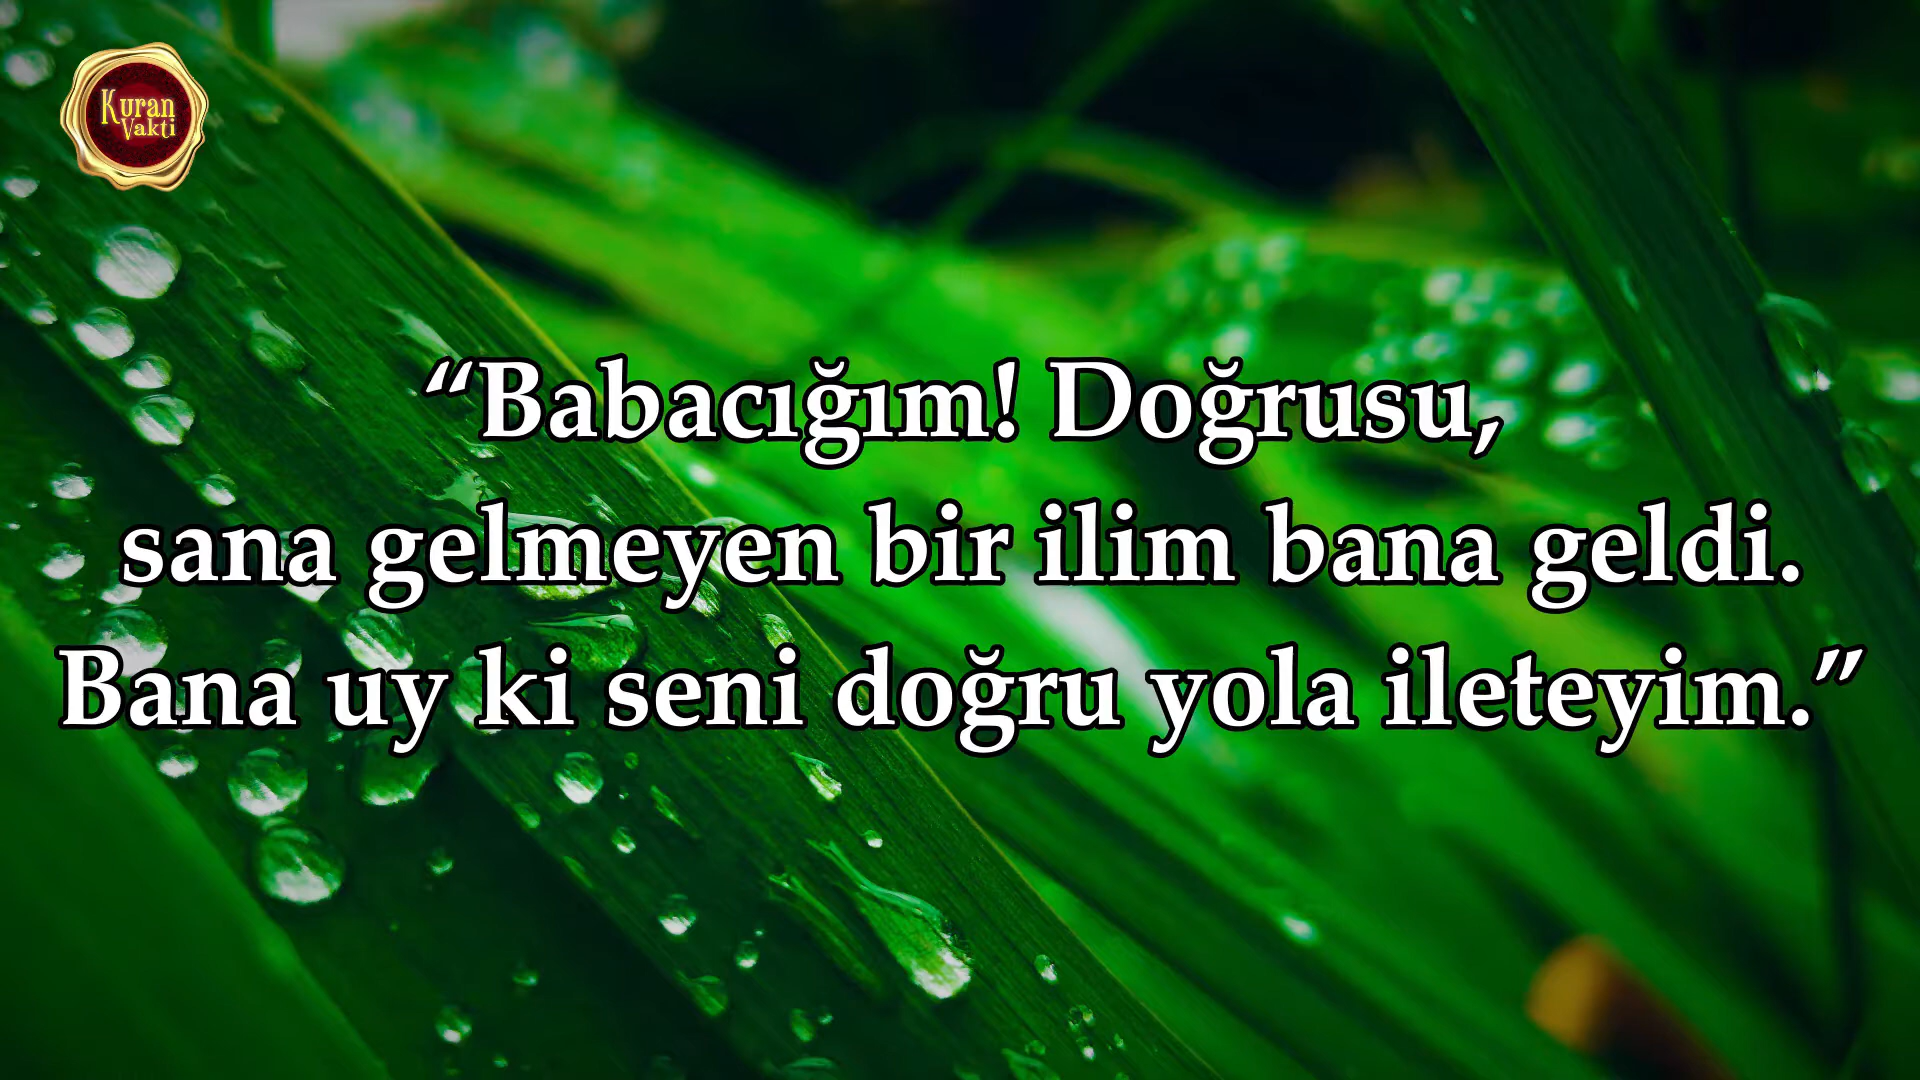 Kuran
Vakti
“Babacığım! Doğrusu,
sana gelmeyen bir ilim bana geldi.
Bana uy ki seni doğru yola ileteyim.”